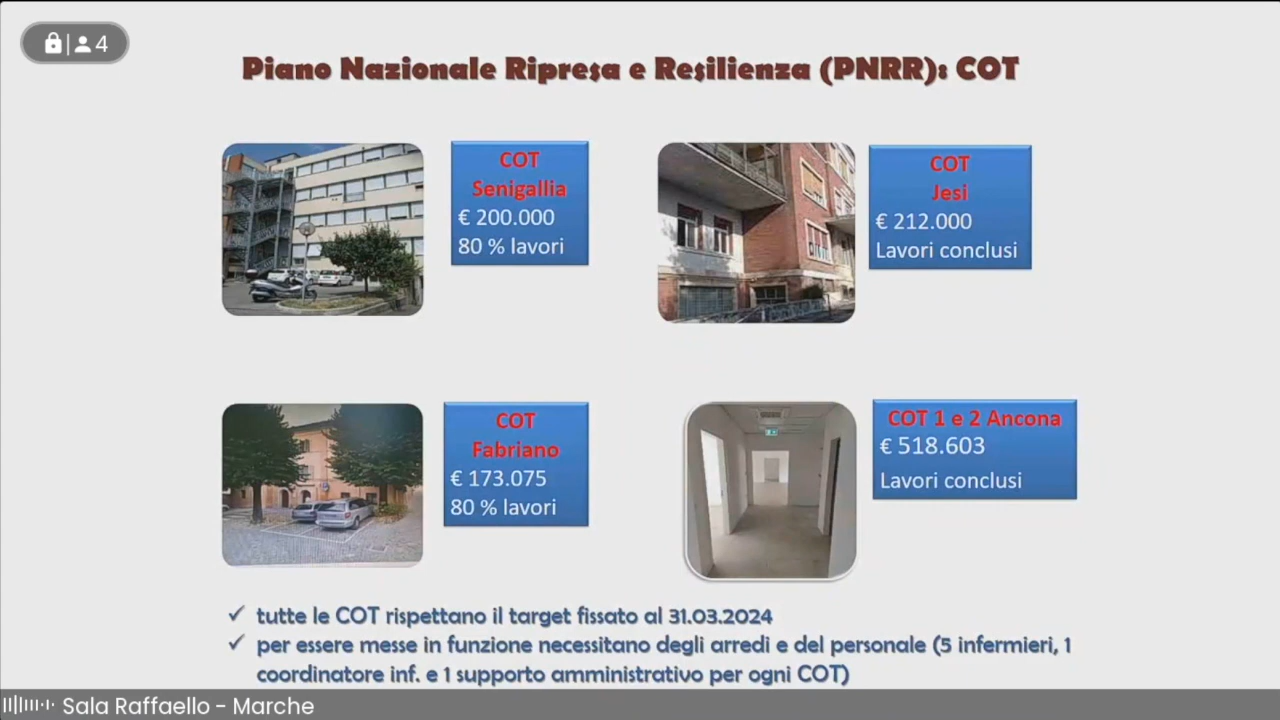 4
Piano Nazionale Ripresa e Resilienza (PNRR): COT
COT
Senigallia
€ 200.000
80 % lavori
COT
Jesi
€ 212.000
Lavori conclusi
COT
Fabriano
€ 173.075
80 % lavori
COT 1 e 2 Ancona
€ 518.603
Lavori conclusi
✓ tutte le COT rispettano il target fissato al 31.03.2024
✓ per essere messe in funzione necessitano degli arredi e del personale (5 infermieri, 1
coordinatore inf. e 1 supporto amministrativo per ogni COT)
Sala Raffaello - Marche